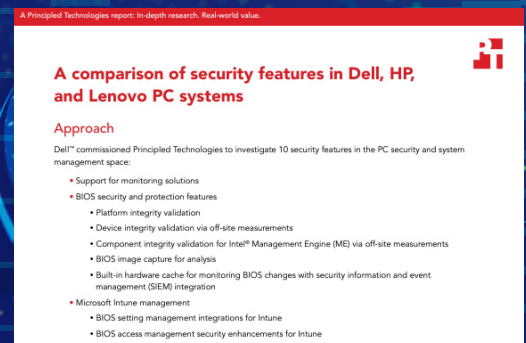 A Principled Technologies report: In-depth research. Real-world value.
PT
A comparison of security features in Dell, HP,
and Lenovo PC systems
Approach
Dell™ commissioned Principled Technologies to investigate 10 security features in the PC security and system
management space:
• Support for monitoring solutions
• BIOS security and protection features
• Platform integrity validation
• Device integrity validation via off-site measurements
• Component integrity validation for Intel® Management Engine (ME) via off-site measurements
• BIOS image capture for analysis
• Built-in hardware cache for monitoring BIOS changes with security information and event
management (SIEM) integration
• Microsoft Intune management
• BIOS setting management integrations for Intune
• BIOS access management security enhancements for Intune